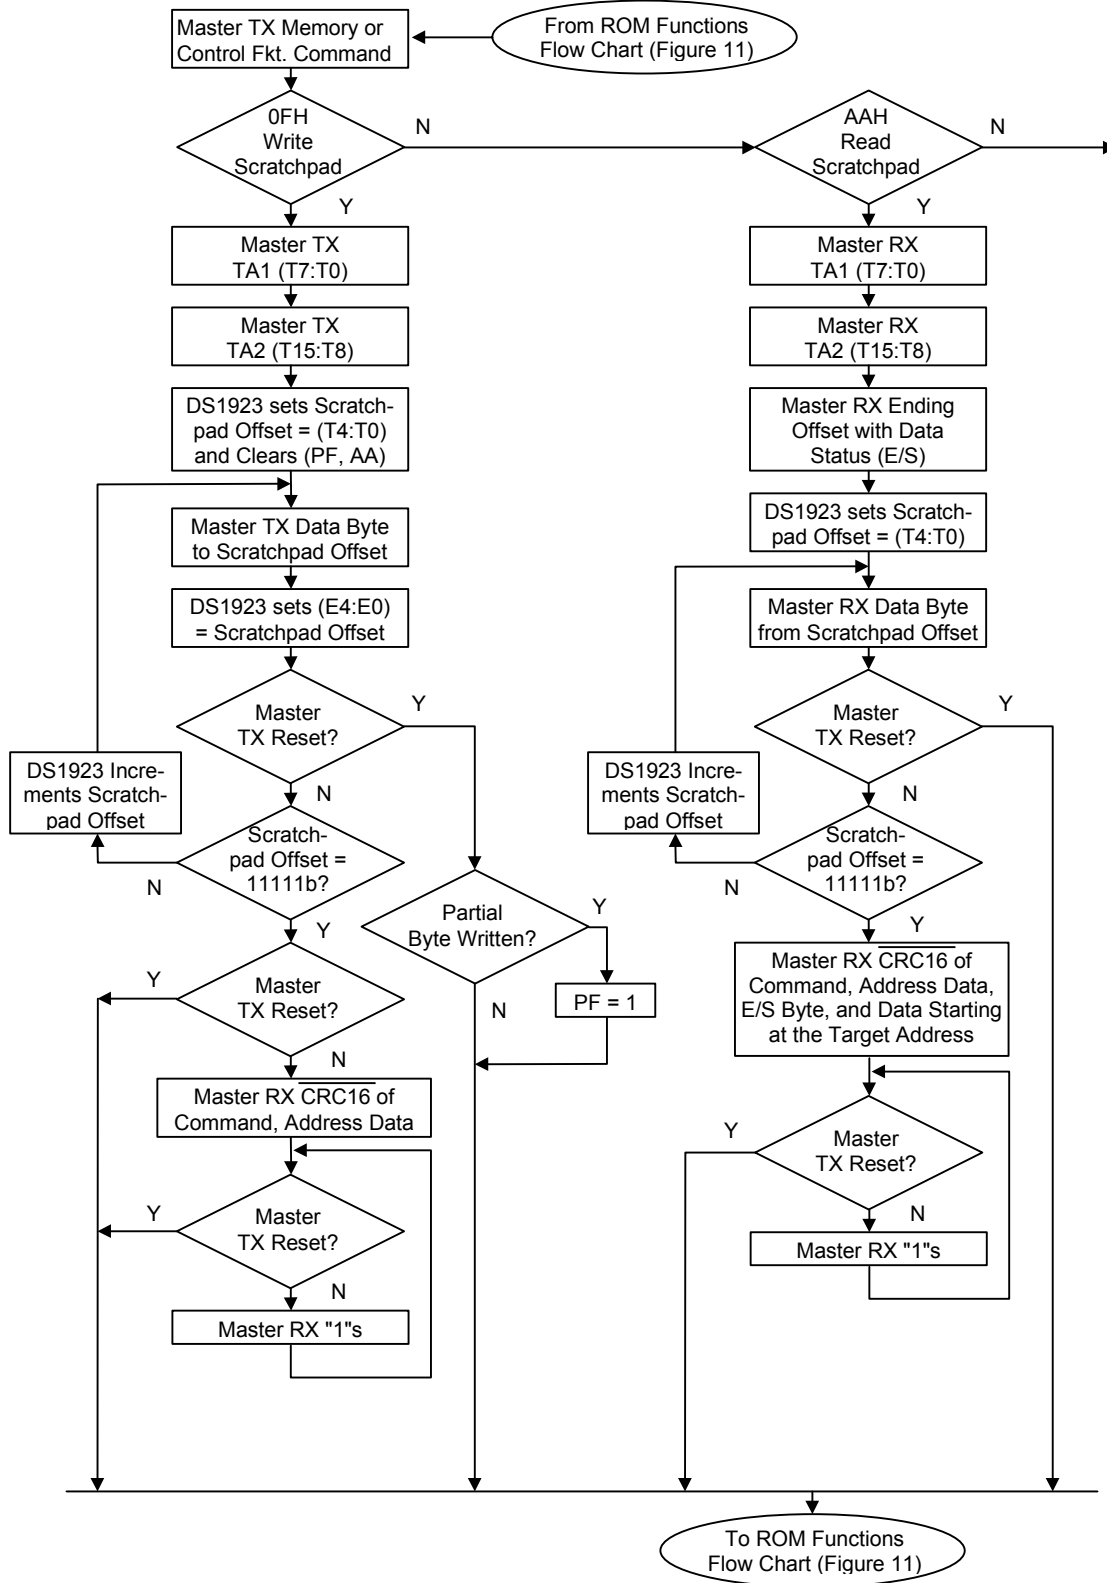 Master TX Memory or
Control Fkt. Command
From ROM Functions
Flow Chart (Figure 11)
0FH
Write
Scratchpad
N
Y
AAH
Read
Scratchpad
N
Y
Master TX
TA1 (T7:T0)
Master TX
TA2 (T15:T8)
DS1923 sets Scratch-
pad Offset = (T4:T0)
and Clears (PF, AA)
Master TX Data Byte
to Scratchpad Offset
DS1923 sets (E4:E0)
= Scratchpad Offset
Master
TX Reset?
Y
N
DS1923 Incre-
ments Scratch-
pad Offset
Scratch-
pad Offset =
11111b?
N
Y
Partial
Byte Written?
Y
N
PF = 1
Master
TX Reset?
Y
N
Master RX CRC16 of
Command, Address Data
Master
TX Reset?
Y
N
Master RX "1"s
Master RX
TA1 (T7:T0)
Master RX
TA2 (T15:T8)
Master RX Ending
Offset with Data
Status (E/S)
DS1923 sets Scratch-
pad Offset = (T4:T0)
Master RX Data Byte
from Scratchpad Offset
Master
TX Reset?
Y
N
DS1923 Incre-
ments Scratch-
pad Offset
Scratch-
pad Offset =
11111b?
N
Y
Master RX CRC16 of
Command, Address Data,
E/S Byte, and Data Starting
at the Target Address
Master
TX Reset?
Y
N
Master RX "1"s
To ROM Functions
Flow Chart (Figure 11)